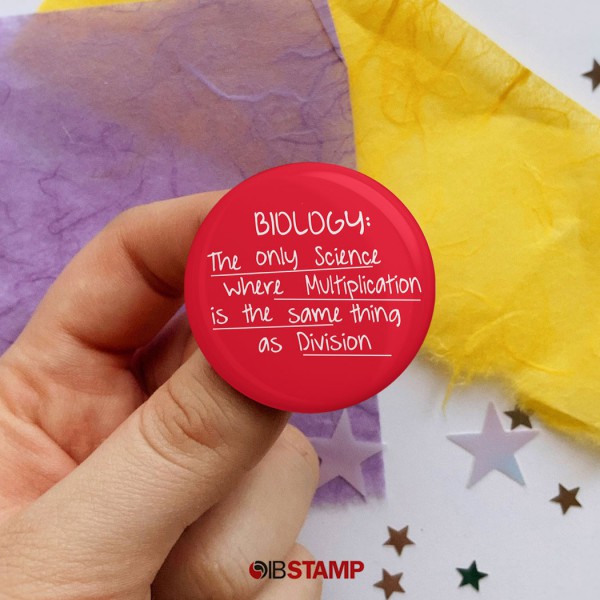 BIOLOGY:
The only Science
where Multiplication
is the same thing
as Division
IBSTAMP